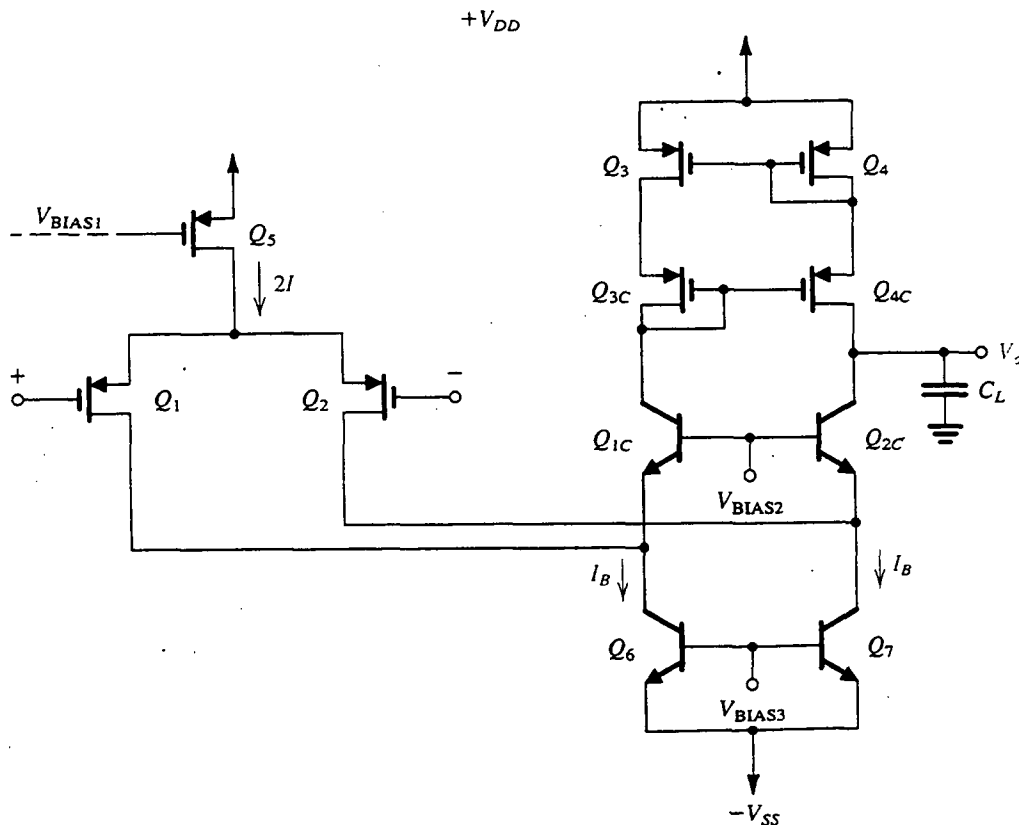 +V_DD
Q_3
Q_4
V_BIAS1
Q_5
2I
Q_3C
Q_4C
+
Q_1
Q_2
−
C_L
Q_1C
Q_2C
V_BIAS2
I_B
I_B
Q_6
Q_7
V_BIAS3
−V_SS